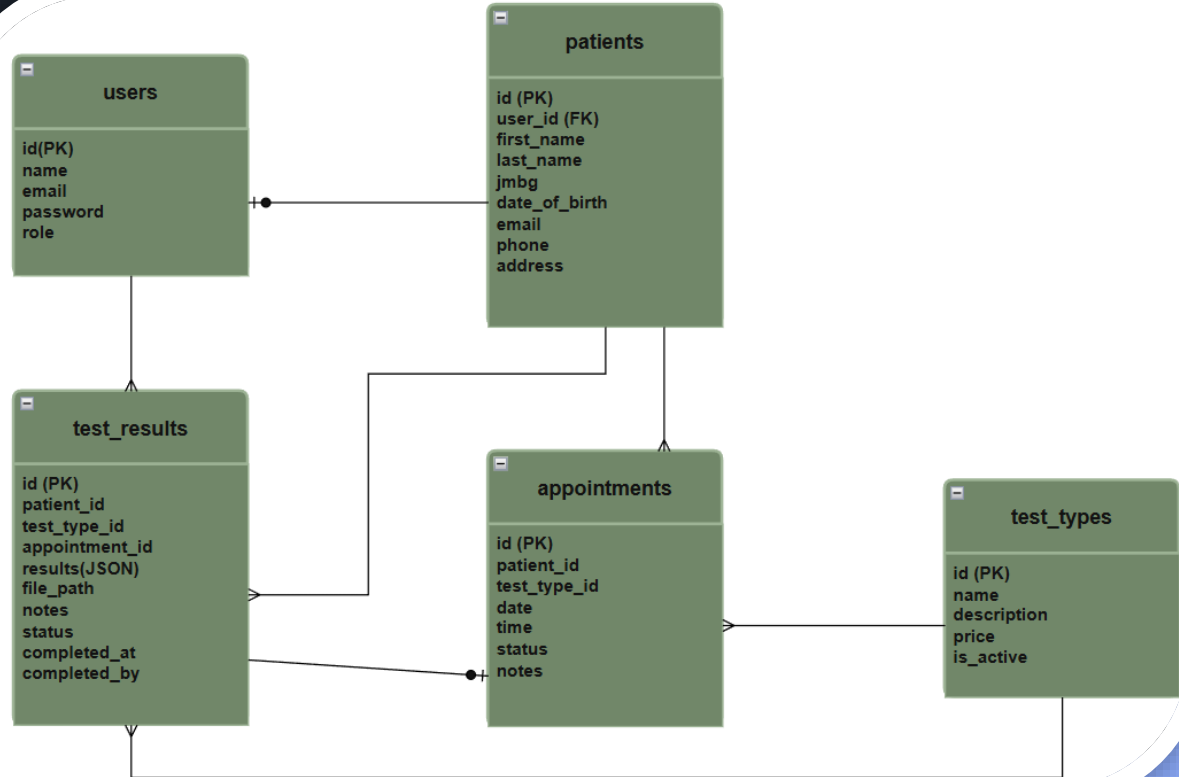 users
id(PK)
name
email
password
role
patients
id (PK)
user_id (FK)
first_name
last_name
jmbg
date_of_birth
email
phone
address
test_results
id (PK)
patient_id
test_type_id
appointment_id
results(JSON)
file_path
notes
status
completed_at
completed_by
appointments
id (PK)
patient_id
test_type_id
date
time
status
notes
test_types
id (PK)
name
description
price
is_active